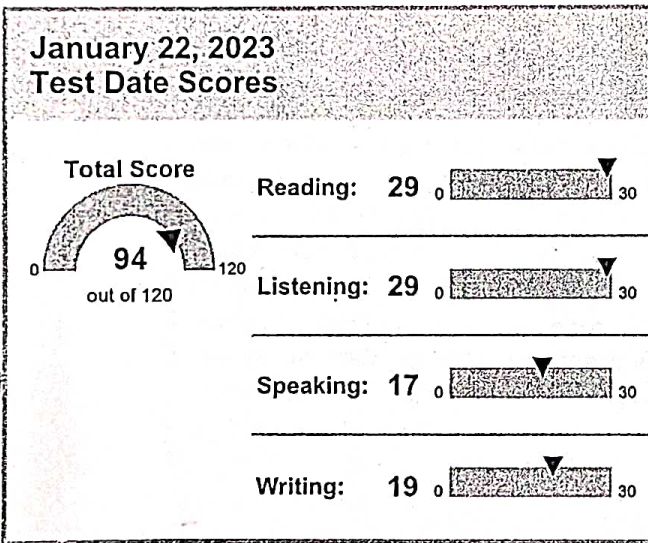 January 22, 2023
Test Date Scores
Total Score
0 94 120
out of 120
Reading: 29 0 30
Listening: 29 0 30
Speaking: 17 0 30
Writing: 19 0 30